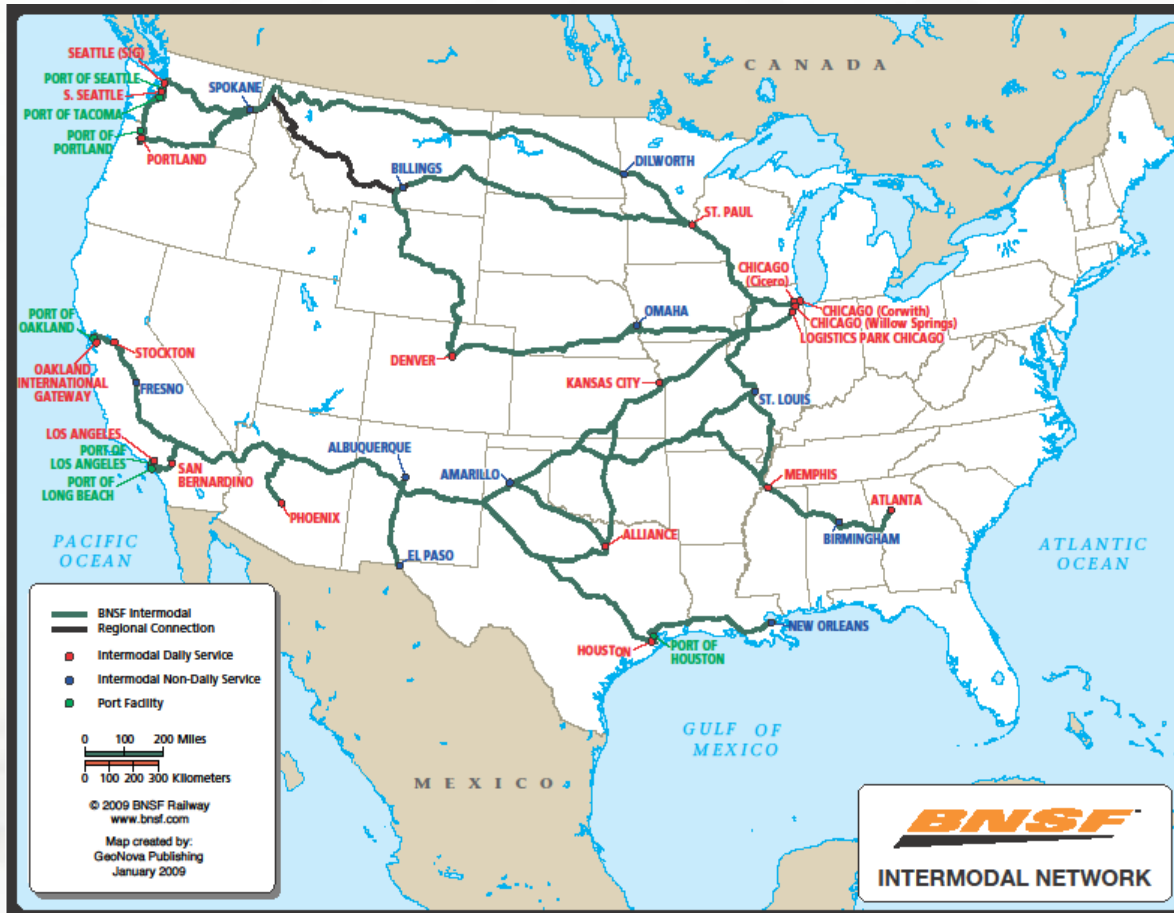 CANADA
SEATTLE (SIG)
PORT OF SEATTLE
S. SEATTLE
PORT OF TACOMA
PORT OF
PORTLAND
PORTLAND
SPOKANE
BILLINGS
DILWORTH
ST. PAUL
CHICAGO
(Cicero)
CHICAGO (Corwith)
CHICAGO (Willow Springs)
LOGISTICS PARK CHICAGO
OMAHA
DENVER
KANSAS CITY
ST. LOUIS
PORT OF
OAKLAND
STOCKTON
OAKLAND
INTERNATIONAL
GATEWAY
FRESNO
LOS ANGELES
PORT OF
LOS ANGELES
PORT OF
LONG BEACH
SAN
BERNARDINO
PHOENIX
ALBUQUERQUE
AMARILLO
EL PASO
ALLIANCE
MEMPHIS
ATLANTA
BIRMINGHAM
HOUSTON
PORT OF
HOUSTON
NEW ORLEANS
PACIFIC
OCEAN
ATLANTIC
OCEAN
GULF OF
MEXICO
MEXICO
BNSF Intermodal
Regional Connection
Intermodal Daily Service
Intermodal Non-Daily Service
Port Facility
0 100 200 Miles
0 100 200 300 Kilometers
© 2009 BNSF Railway
www.bnsf.com
Map created by:
GeoNova Publishing
January 2009
BNSF
INTERMODAL NETWORK